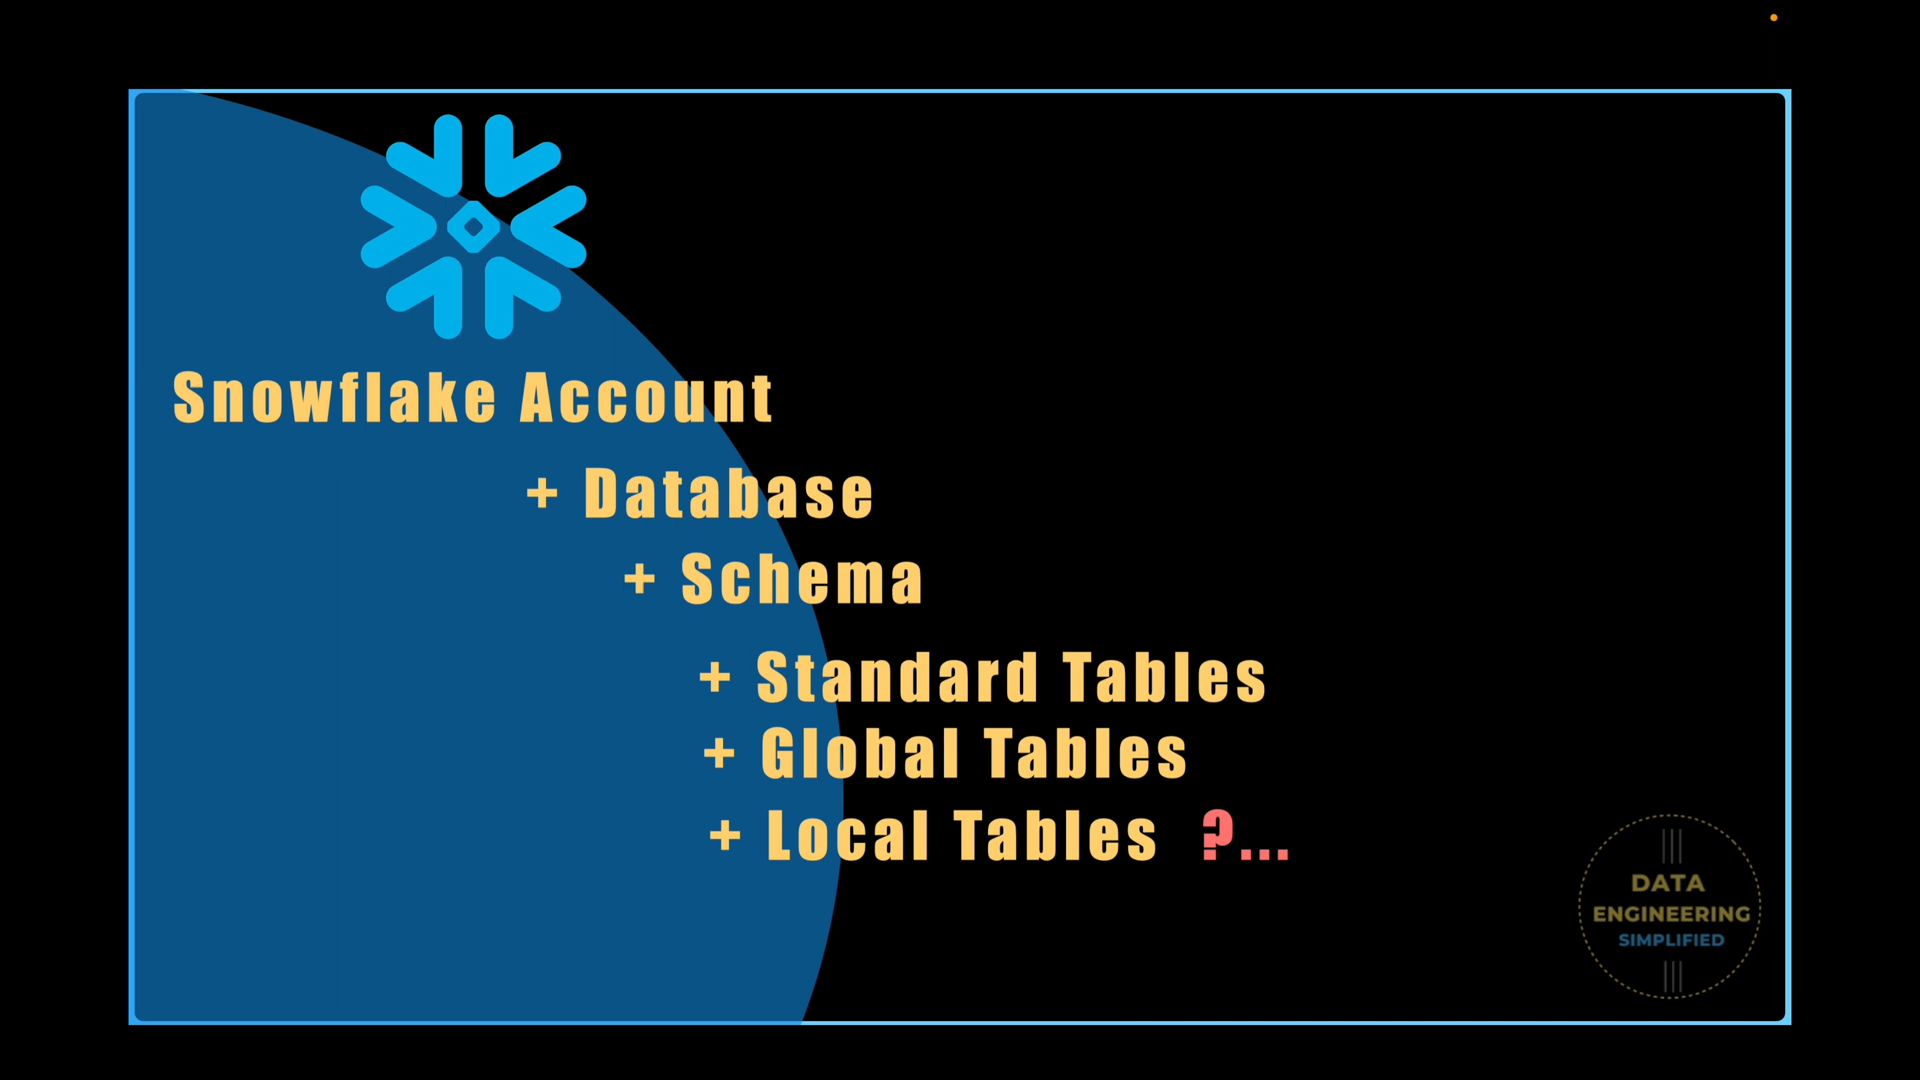 Snowflake Account
+ Database
+ Schema
+ Standard Tables
+ Global Tables
+ Local Tables ?...
DATA
ENGINEERING
SIMPLIFIED